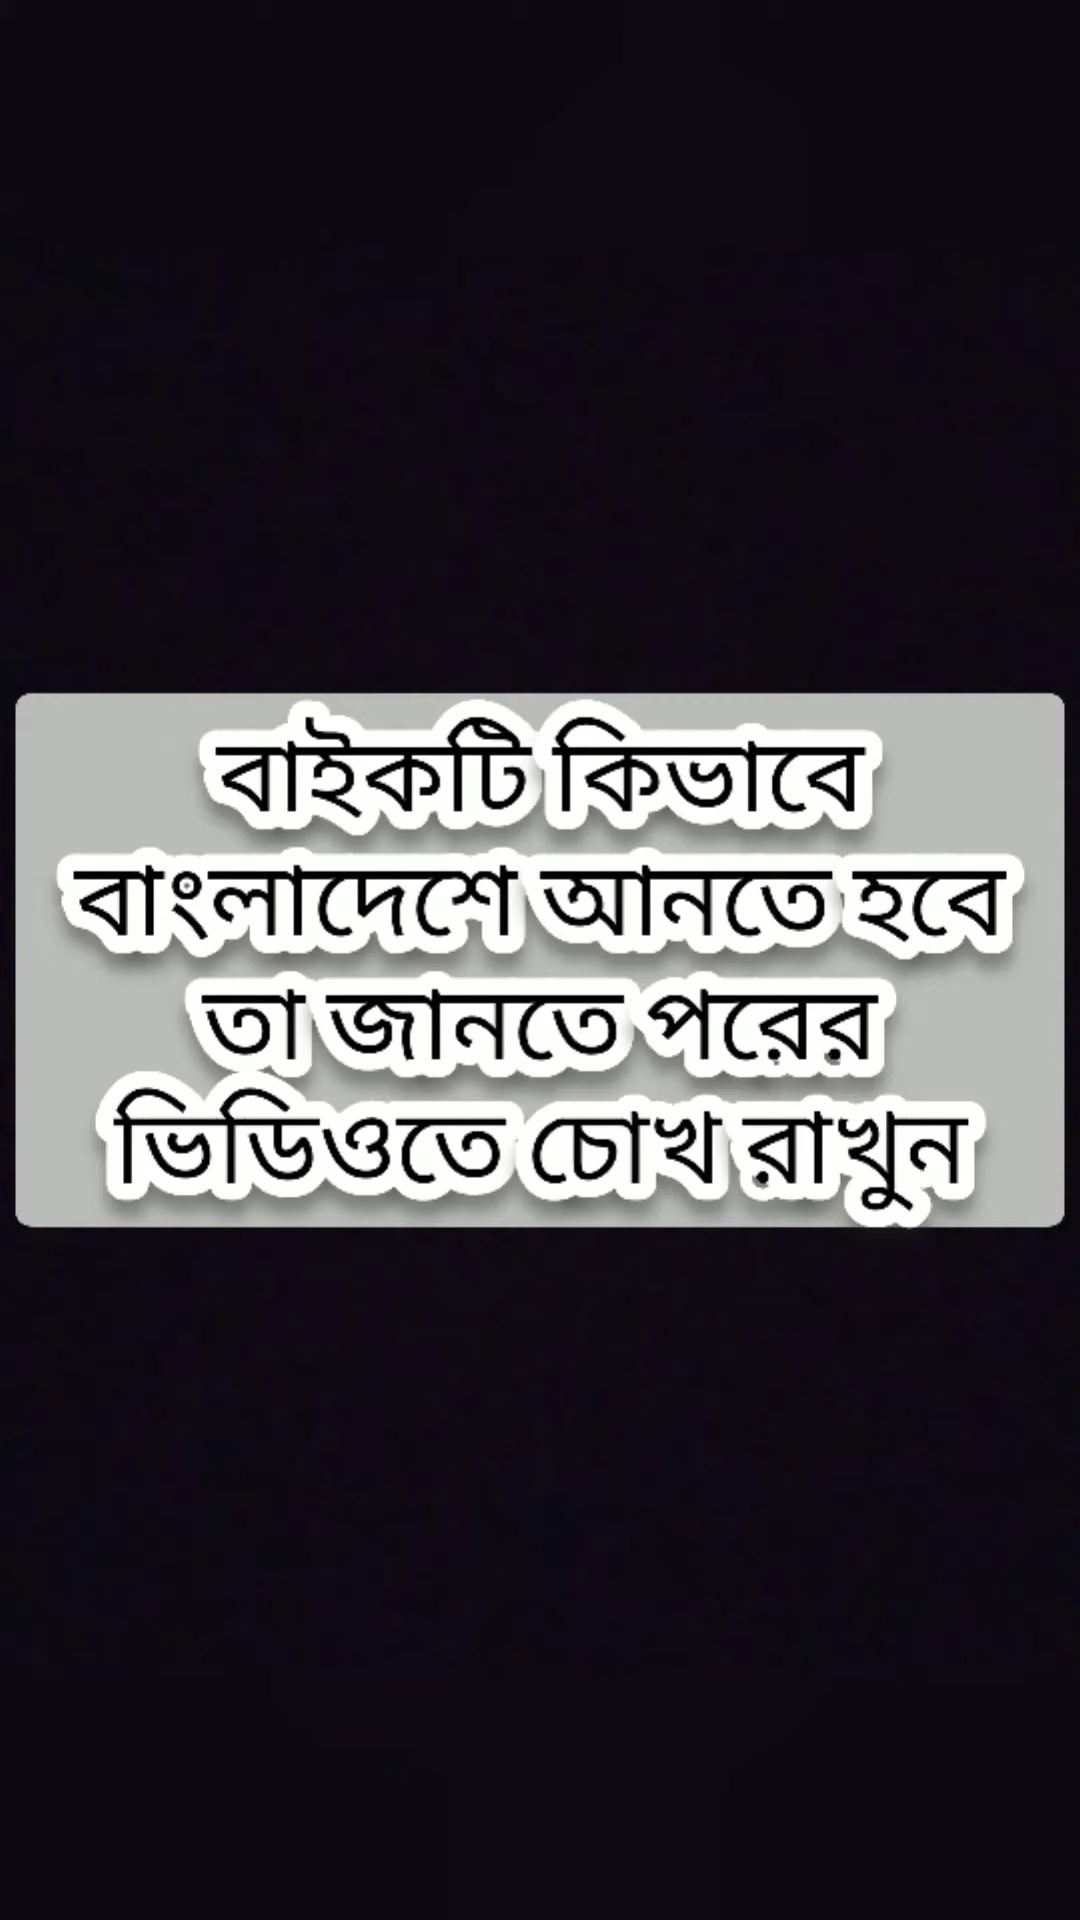 বাইকটি কিভাবে
বাংলাদেশে আনতে হবে
তা জানতে পরের
ভিডিওতে চোখ রাখুন